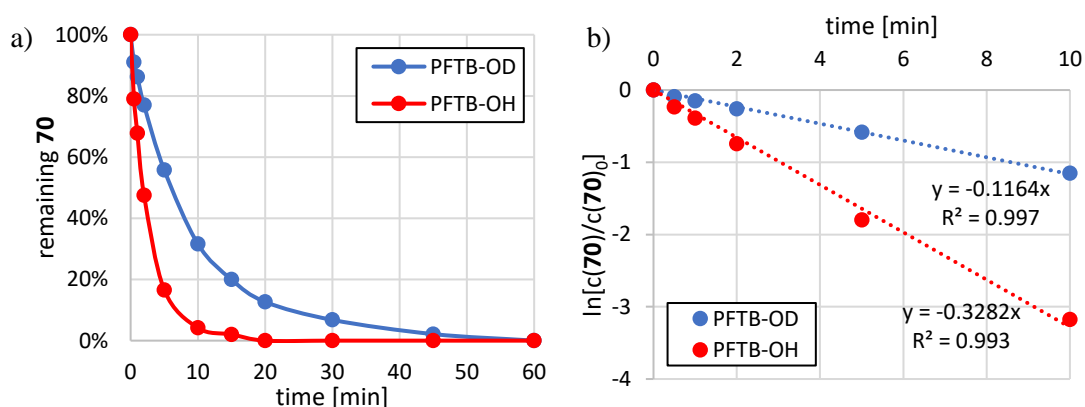 a)
100%
80%
60%
40%
20%
0%
remaining 70
0
10
20
30
40
50
60
time [min]
PFTB-OD
PFTB-OH
b)
time [min]
0
2
4
6
8
10
0
-1
-2
-3
-4
ln[c(70)/c(70)₀]
y = -0.1164x
R² = 0.997
y = -0.3282x
R² = 0.993
PFTB-OD
PFTB-OH